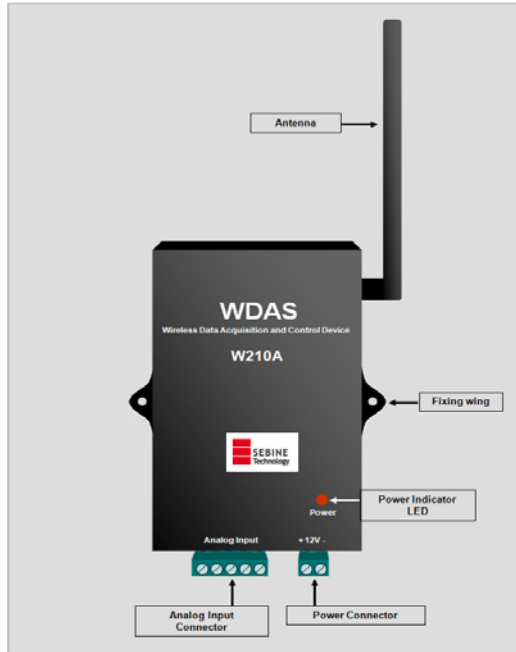 Antenna
WDAS
Wireless Data Acquisition and Control Device
W210A
Fixing wing
SEBINE
Technology
Power Indicator
LED
Power
Analog Input
+ 12V -
Analog Input
Connector
Power Connector